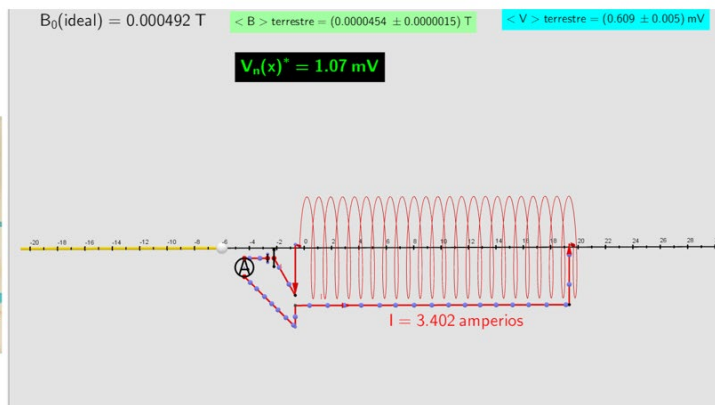 B₀(ideal) = 0.000492 T
< B > terrestre = (0.0000454 ± 0.0000015) T
< V > terrestre = (0.609 ± 0.005) mV
Vₙ(x)* = 1.07 mV
-20 -18 -16 -14 -12 -10 -8 -6 -4 -2 0 2 4 6 8 10 12 14 16 18 20 22 24 26 28
A
I = 3.402 amperios